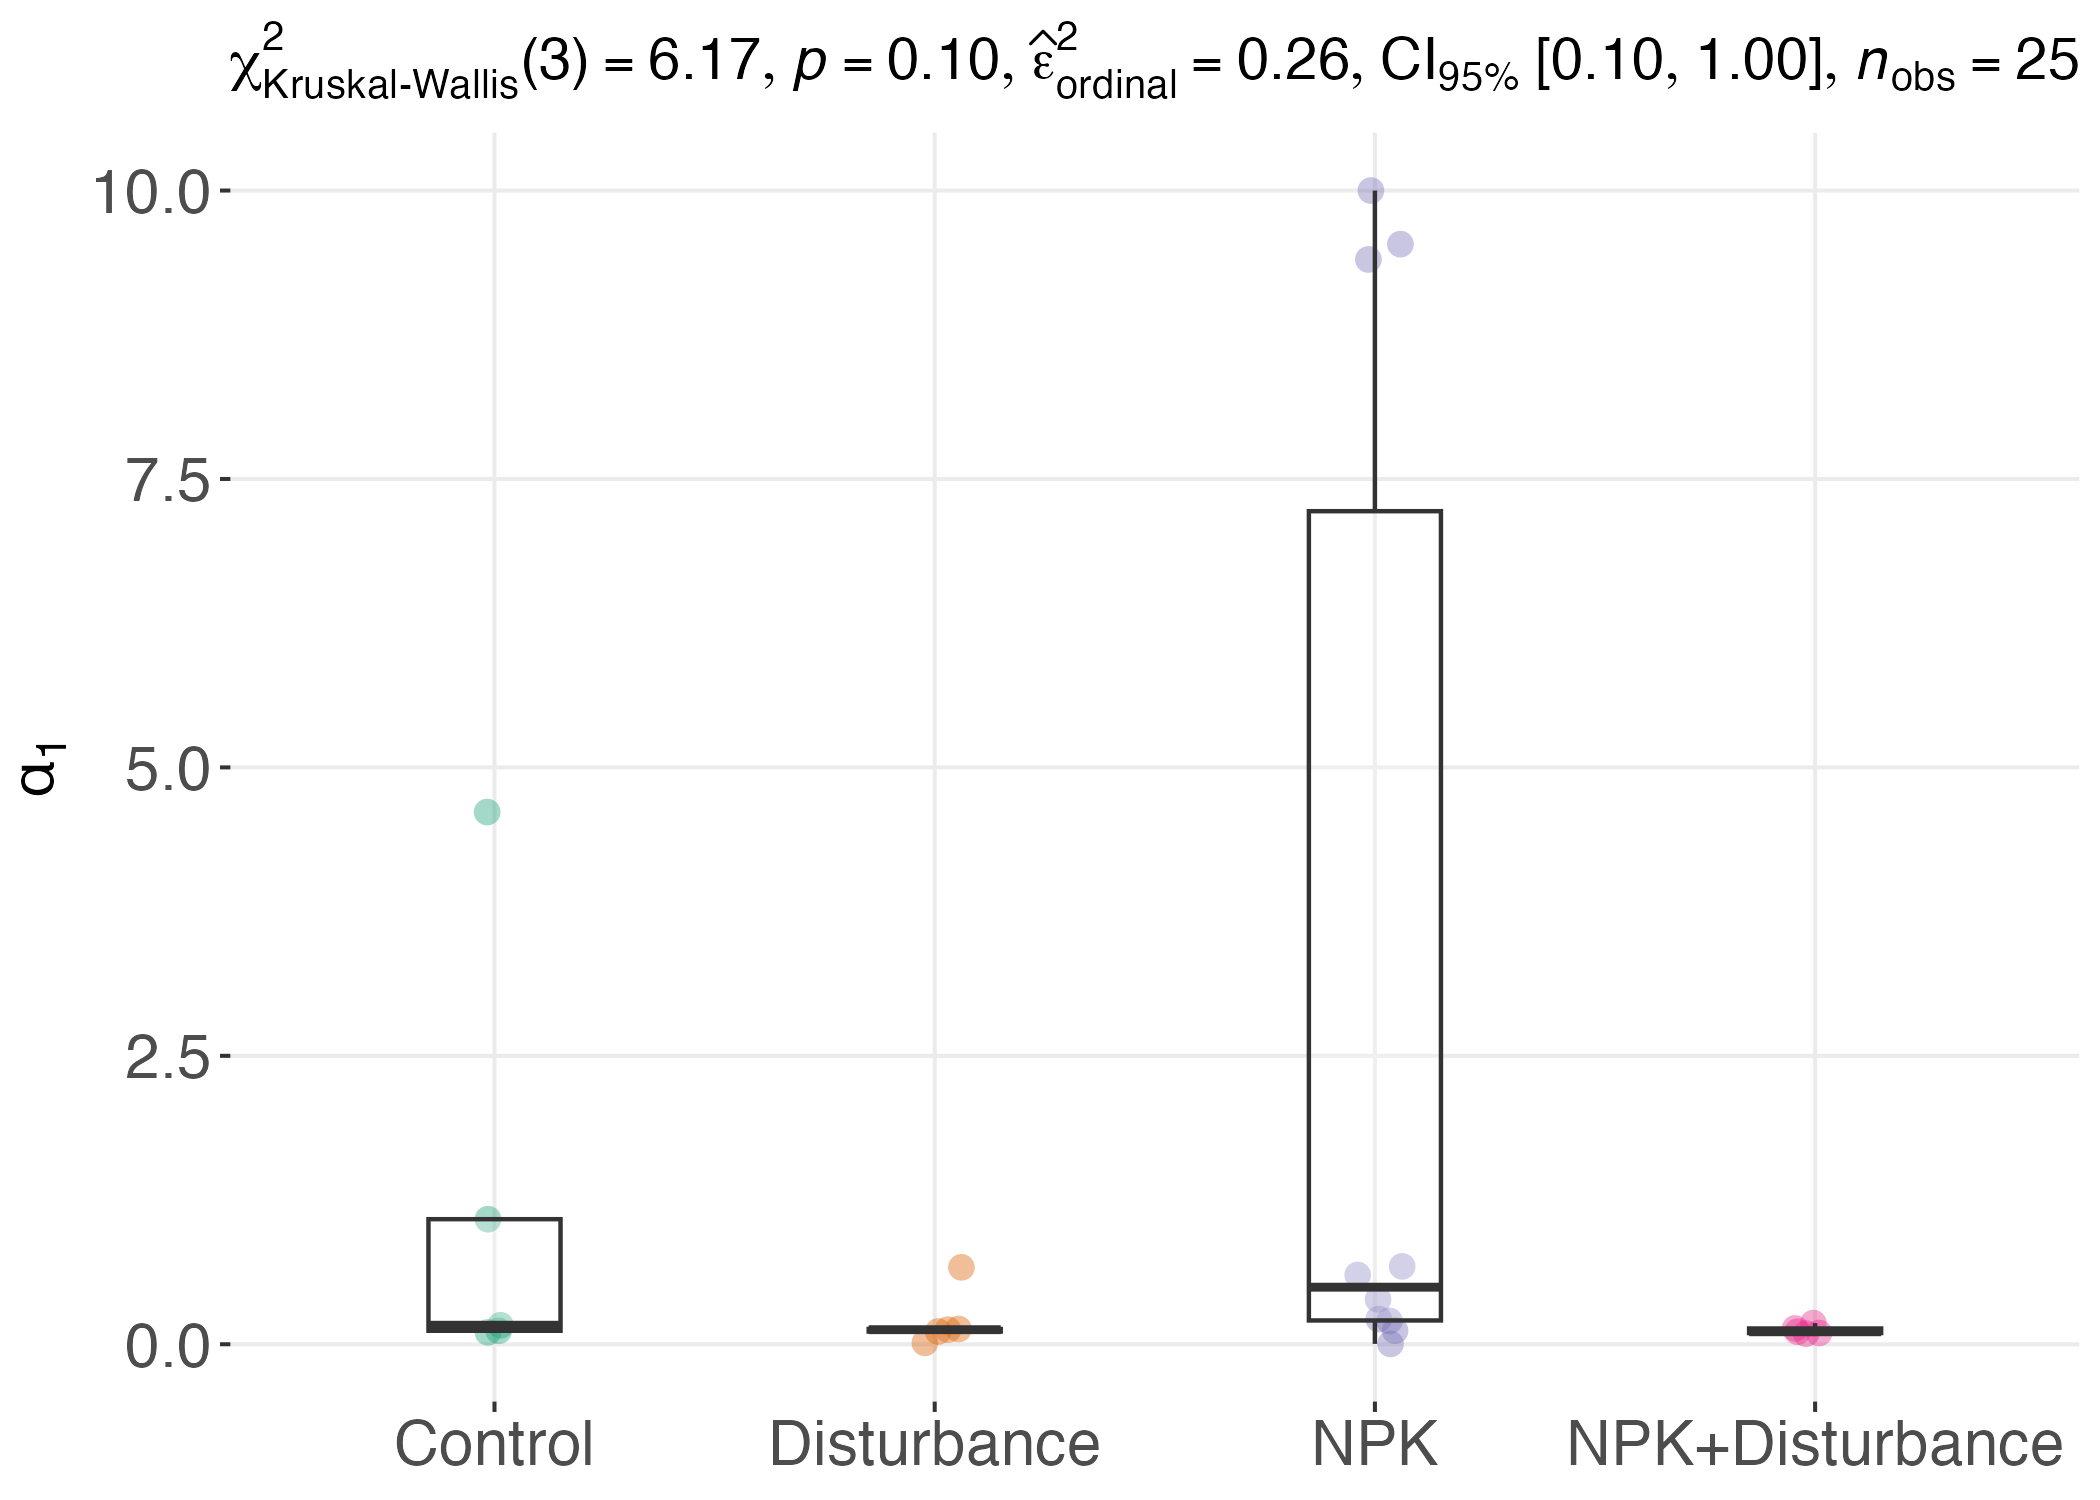 χ²Kruskal-Wallis(3) = 6.17, p = 0.10, ε̂²ordinal = 0.26, CI95% [0.10, 1.00], nobs = 25
10.0
7.5
5.0
2.5
0.0
α1
Control Disturbance NPK NPK+Disturbance